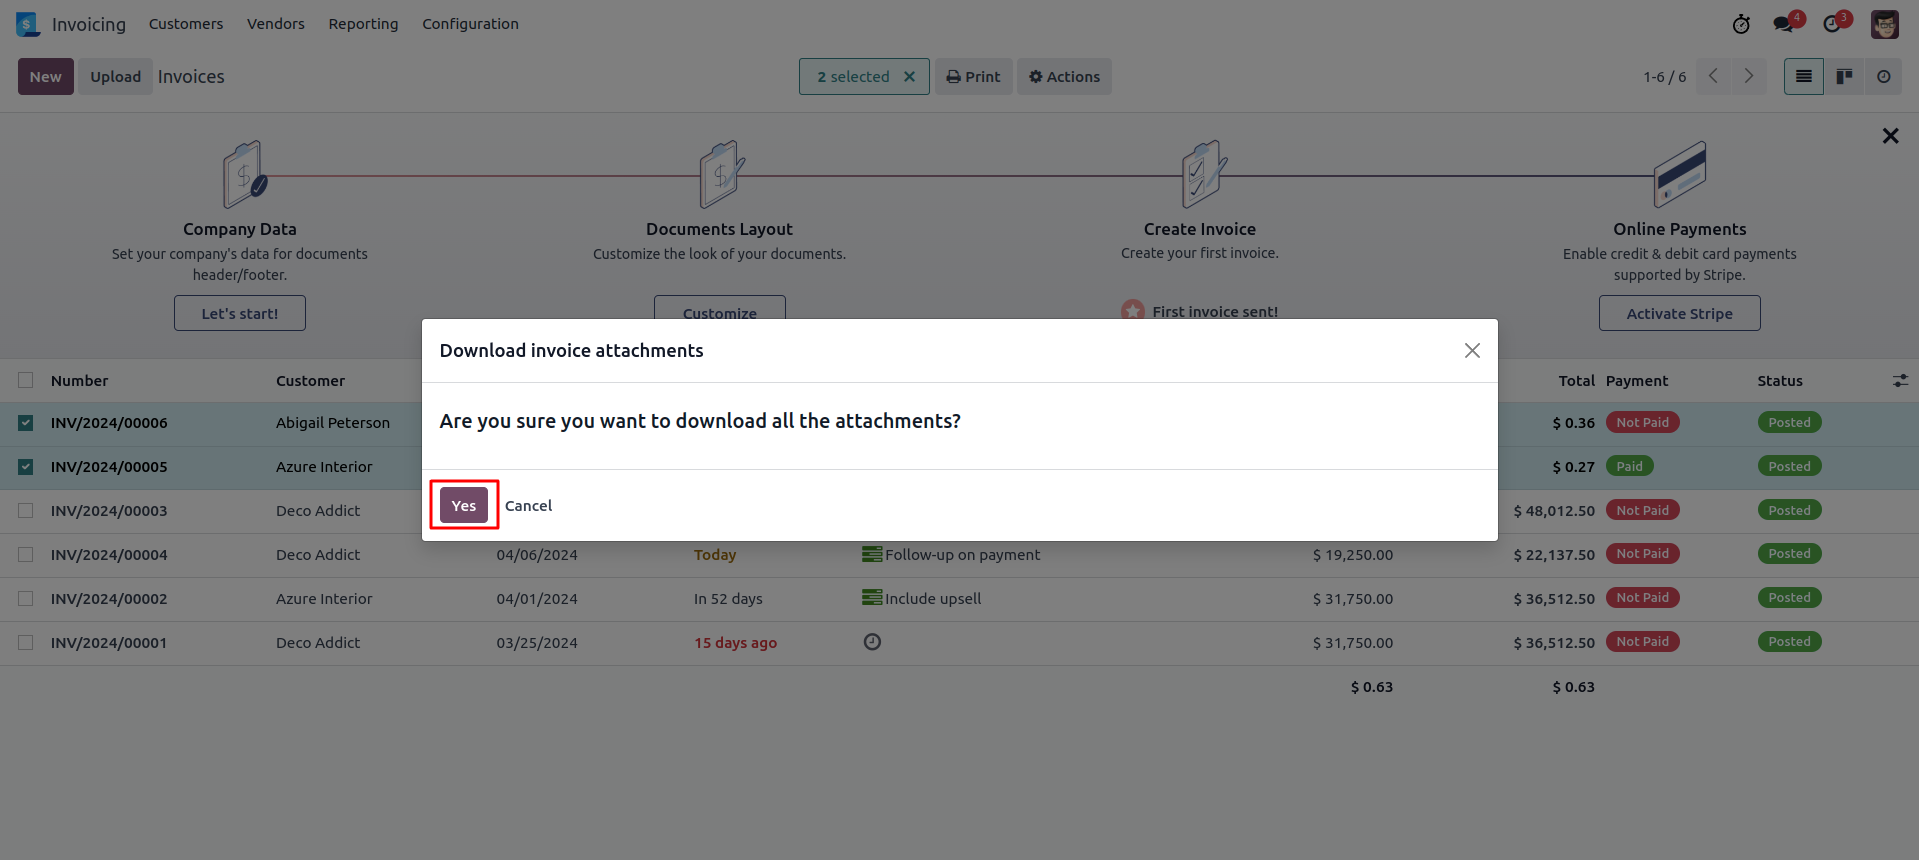 Invoicing Customers Vendors Reporting Configuration 4 3
New Upload Invoices 2 selected Print Actions 1-6 / 6
Company Data Documents Layout Create Invoice Online Payments
Set your company's data for documents Customize the look of your documents. Create your first invoice. Enable credit & debit card payments
header/footer. supported by Stripe.
Let's start! Customize First invoice sent! Activate Stripe
Download invoice attachments
Number Customer Total Payment Status
Are you sure you want to download all the attachments?
INV/2024/00006 Abigail Peterson $ 0.36 Not Paid Posted
INV/2024/00005 Azure Interior $ 0.27 Paid Posted
Yes Cancel
INV/2024/00003 Deco Addict $ 48,012.50 Not Paid Posted
INV/2024/00004 Deco Addict 04/06/2024 Today Follow-up on payment $ 19,250.00 $ 22,137.50 Not Paid Posted
INV/2024/00002 Azure Interior 04/01/2024 In 52 days Include upsell $ 31,750.00 $ 36,512.50 Not Paid Posted
INV/2024/00001 Deco Addict 03/25/2024 15 days ago $ 31,750.00 $ 36,512.50 Not Paid Posted
$ 0.63 $ 0.63